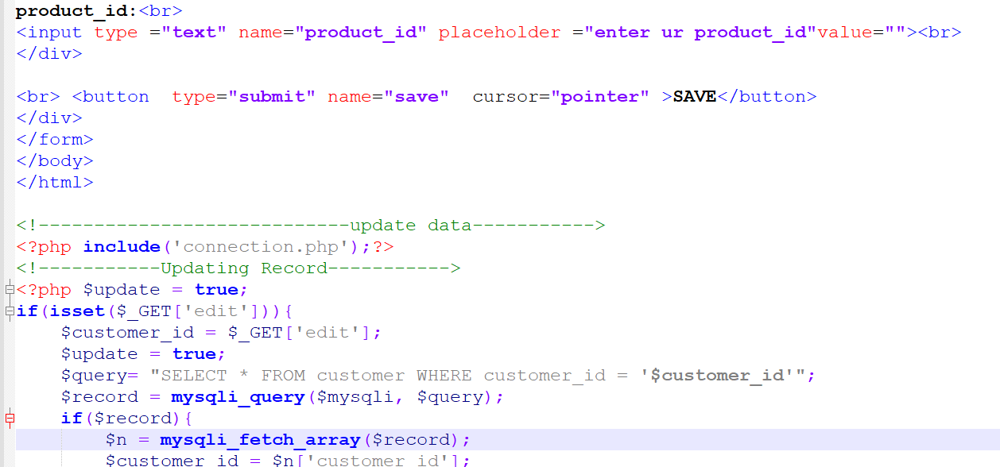 product_id:<br>
<input type ="text" name="product_id" placeholder ="enter ur product_id"value=""><br>
</div>
<br> <button  type="submit" name="save"  cursor="pointer" >SAVE</button>
</div>
</form>
</body>
</html>
<!----------------------------update data----------->
<?php include('connection.php');?>
<!-----------Updating Record----------->
<?php $update = true;
if(isset($_GET['edit'])){
    $customer_id = $_GET['edit'];
    $update = true;
    $query= "SELECT * FROM customer WHERE customer_id = '$customer_id'";
    $record = mysqli_query($mysqli, $query);
    if($record){
        $n = mysqli_fetch_array($record);
        $customer_id = $n['customer_id'];